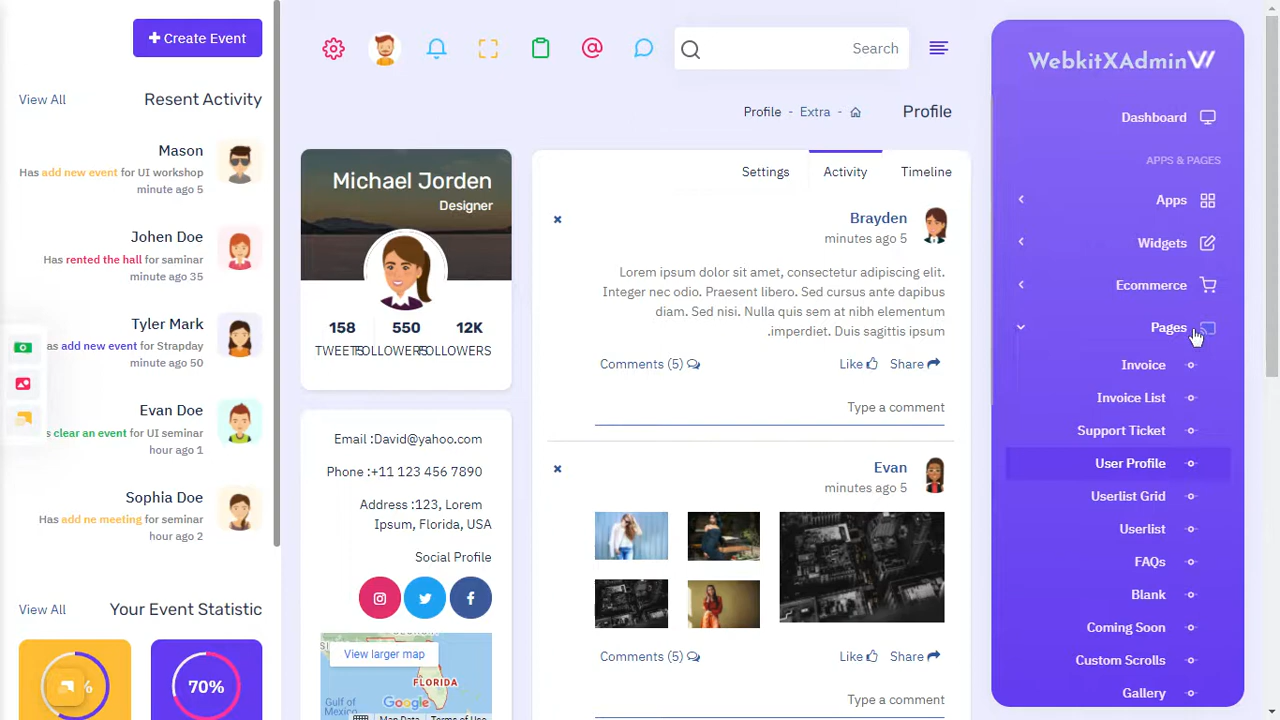 Create Event
View All
Resent Activity
Mason
Has add new event for UI workshop
minute ago 5
Johen Doe
Has rented the hall for saminar
minute ago 35
Tyler Mark
as add new event for Strapday
minute ago 50
Evan Doe
s clear an event for UI seminar
hour ago 1
Sophia Doe
Has add ne meeting for seminar
hour ago 2
View All
Your Event Statistic
%
70%
Search
Profile - Extra -
Profile
Michael Jorden
Designer
158
550
12K
TWEETS
FOLLOWERS
FOLLOWERS
Email :David@yahoo.com
Phone :+11 123 456 7890
Address :123, Lorem
Ipsum, Florida, USA
Social Profile
View larger map
FLORIDA
Gulf of
Mexico
Google
Map Data
Terms of Use
Settings
Activity
Timeline
Brayden
minutes ago 5
Lorem ipsum dolor sit amet, consectetur adipiscing elit.
Integer nec odio. Praesent libero. Sed cursus ante dapibus
diam. Sed nisi. Nulla quis sem at nibh elementum
.imperdiet. Duis sagittis ipsum
Comments (5)
Like
Share
Type a comment
Evan
minutes ago 5
Comments (5)
Like
Share
Type a comment
WebkitXAdmin
Dashboard
APPS & PAGES
Apps
Widgets
Ecommerce
Pages
Invoice
Invoice List
Support Ticket
User Profile
Userlist Grid
Userlist
FAQs
Blank
Coming Soon
Custom Scrolls
Gallery